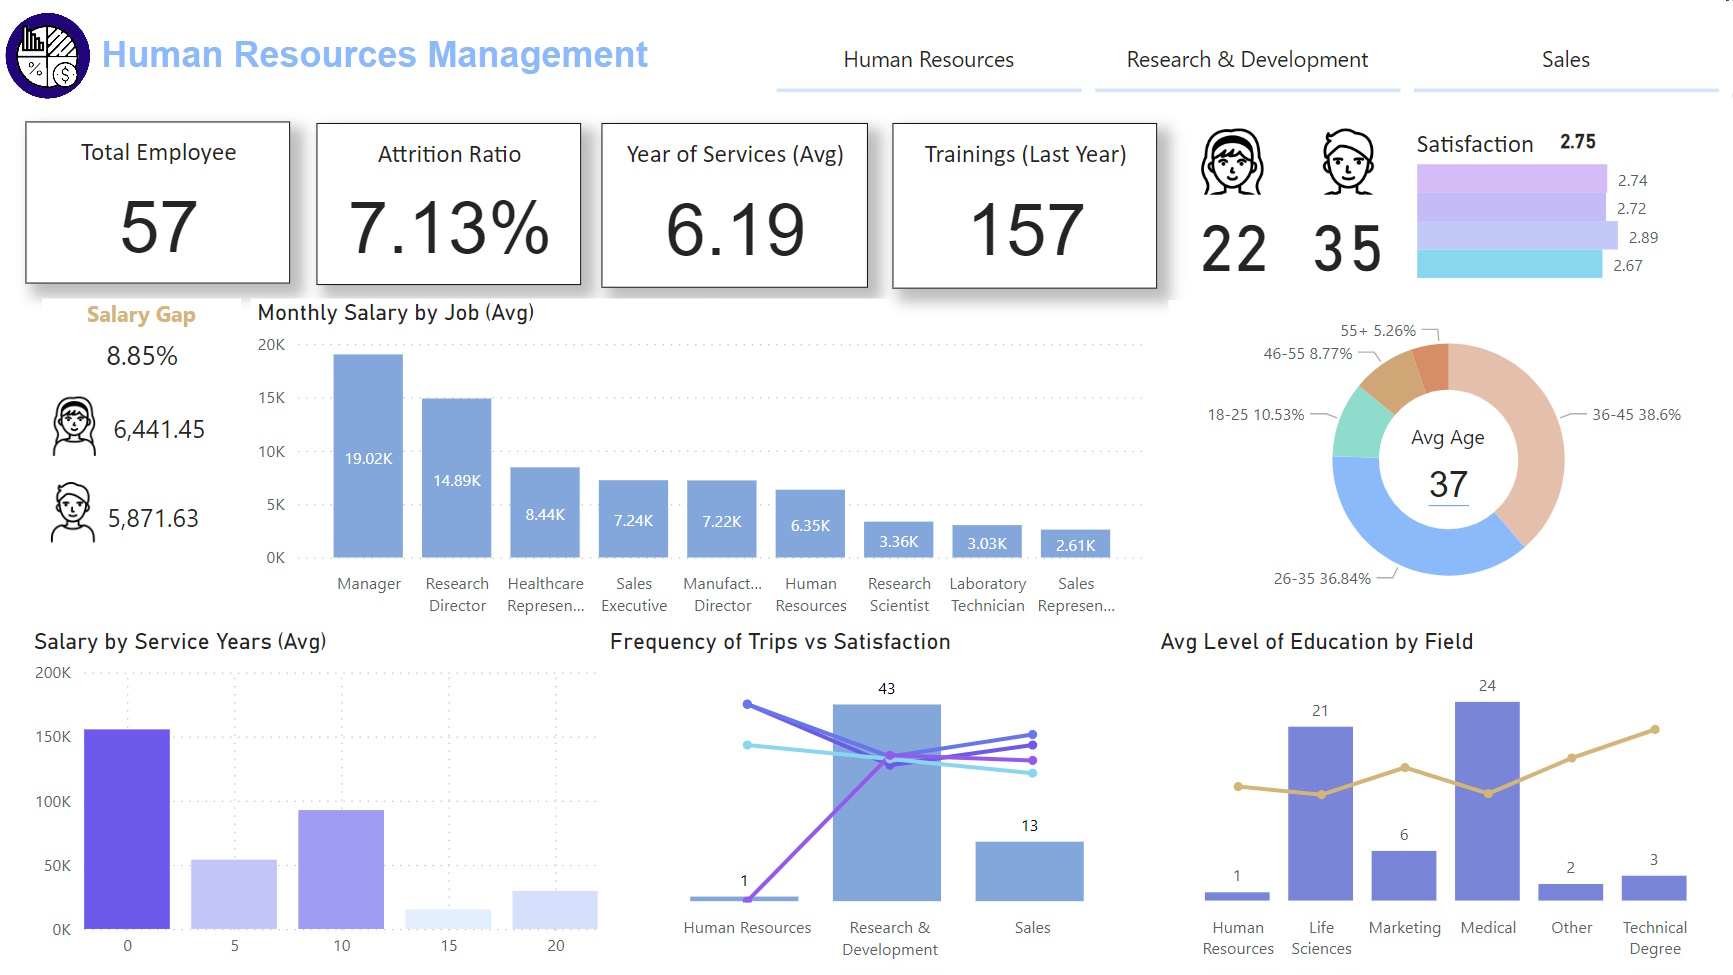 Human Resources Management
Human Resources
Research & Development
Sales
% $
Total Employee
57
Attrition Ratio
7.13%
Year of Services (Avg)
6.19
Trainings (Last Year)
157
22
35
Satisfaction 2.75
2.74
2.72
2.89
2.67
Salary Gap
8.85%
6,441.45
5,871.63
Monthly Salary by Job (Avg)
20K
15K
10K
5K
0K
19.02K
14.89K
8.44K
7.24K
7.22K
6.35K
3.36K
3.03K
2.61K
Manager
Research
Director
Healthcare
Represen...
Sales
Executive
Manufact...
Director
Human
Resources
Research
Scientist
Laboratory
Technician
Sales
Represen...
55+ 5.26%
46-55 8.77%
18-25 10.53%
36-45 38.6%
26-35 36.84%
Avg Age
37
Salary by Service Years (Avg)
200K
150K
100K
50K
0K
0
5
10
15
20
Frequency of Trips vs Satisfaction
1
43
13
Human Resources
Research &
Development
Sales
Avg Level of Education by Field
1
21
6
24
2
3
Human
Resources
Life
Sciences
Marketing
Medical
Other
Technical
Degree